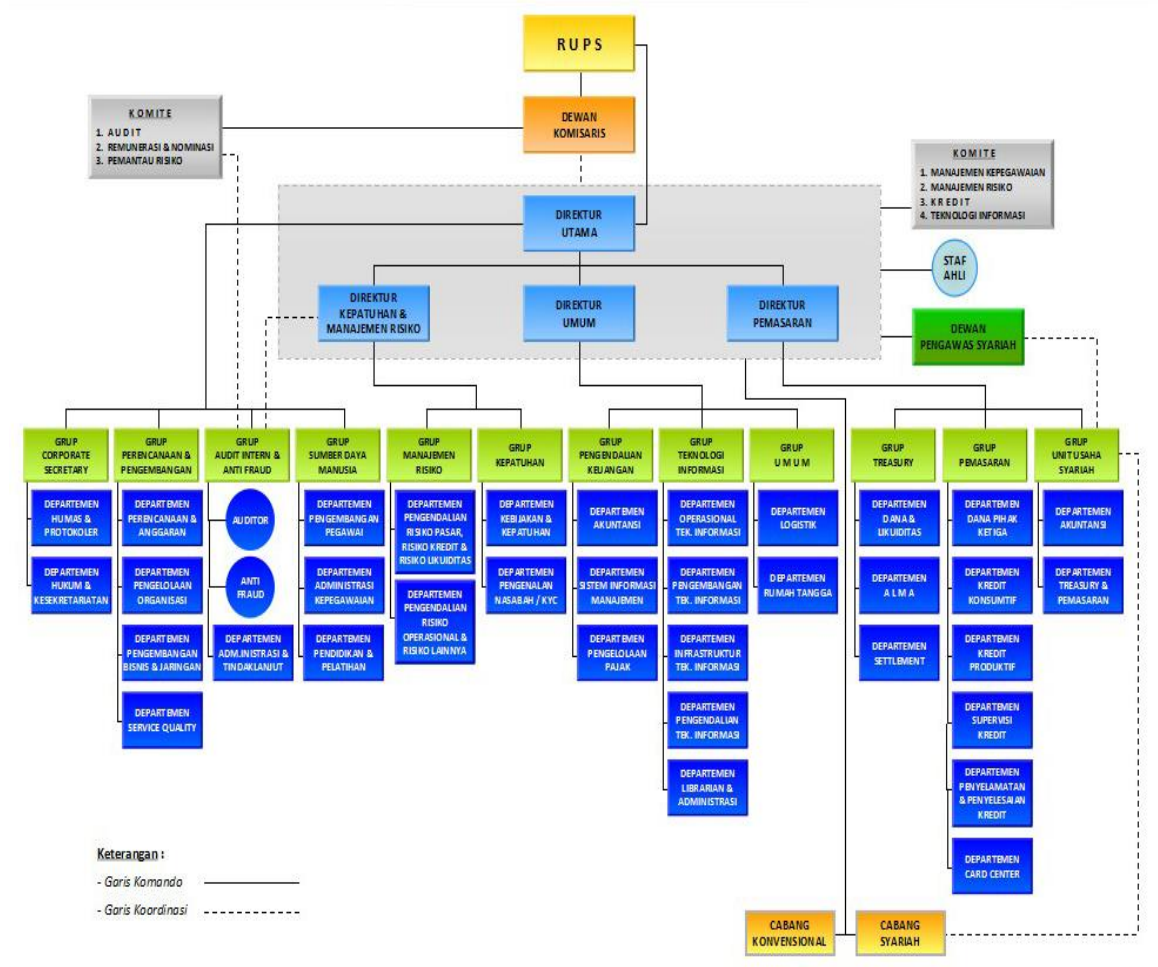 R U P S
DEWAN
KOMISARIS
KOMITE
1. AUDIT
2. REMUNERASI & NOMINASI
3. PEMANTAU RISIKO
KOMITE
1. MANAJEMEN KEPEGAWAIAN
2. MANAJEMEN RISIKO
3. KREDIT
4. TEKNOLOGI INFORMASI
DIREKTUR
UTAMA
STAF
AHLI
DIREKTUR
KEPATUHAN &
MANAJEMEN RISIKO
DIREKTUR
UMUM
DIREKTUR
PEMASARAN
DEWAN
PENGAWAS SYARIAH
GRUP
CORPORATE
SECRETARY
GRUP
PERENCANAAN &
PENGEMBANGAN
GRUP
AUDIT INTERN &
ANTI FRAUD
GRUP
SUMBER DAYA
MANUSIA
GRUP
MANAJEMEN
RISIKO
GRUP
KEPATUHAN
GRUP
PENGENDALIAN
KEUANGAN
GRUP
TEKNOLOGI
INFORMASI
GRUP
U M U M
GRUP
TREASURY
GRUP
PEMASARAN
GRUP
UNIT USAHA
SYARIAH
DEPARTEMEN
HUMAS &
PROTOKOLER
DEPARTEMEN
HUKUM &
KESEKRETARIATAN
DEPARTEMEN
PERENCANAAN &
ANGGARAN
DEPARTEMEN
PENGELOLAAN
ORGANISASI
DEPARTEMEN
PENGEMBANGAN
BISNIS & JARINGAN
DEPARTEMEN
SERVICE QUALITY
AUDITOR
ANTI
FRAUD
DEPARTEMEN
ADM.INISTRASI &
TINDAKLANJUT
DEPARTEMEN
PENGEMBANGAN
PEGAWAI
DEPARTEMEN
ADMINISTRASI
KEPEGAWAIAN
DEPARTEMEN
PENDIDIKAN &
PELATIHAN
DEPARTEMEN
PENGENDALIAN
RISIKO PASAR,
RISIKO KREDIT &
RISIKO LIKUIDITAS
DEPARTEMEN
PENGENDALIAN
RISIKO
OPERASIONAL &
RISIKO LAINNYA
DEPARTEMEN
KEBIJAKAN &
KEPATUHAN
DEPARTEMEN
PENGENALAN
NASABAH / KYC
DEPARTEMEN
AKUNTANSI
DEPARTEMEN
SISTEM INFORMASI
MANAJEMEN
DEPARTEMEN
PENGELOLAAN
PAJAK
DEPARTEMEN
OPERASIONAL
TEK. INFORMASI
DEPARTEMEN
PENGEMBANGAN
TEK. INFORMASI
DEPARTEMEN
INFRASTRUKTUR
TEK. INFORMASI
DEPARTEMEN
PENGENDALIAN
TEK. INFORMASI
DEPARTEMEN
LIBRARIAN &
ADMINISTRASI
DEPARTEMEN
LOGISTIK
DEPARTEMEN
RUMAH TANGGA
DEPARTEMEN
DANA &
LIKUIDITAS
DEPARTEMEN
A L M A
DEPARTEMEN
SETTLEMENT
DEPARTEMEN
DANA PIHAK
KETIGA
DEPARTEMEN
KREDIT
KONSUMTIF
DEPARTEMEN
KREDIT
PRODUKTIF
DEPARTEMEN
SUPERVISI
KREDIT
DEPARTEMEN
PENYELAMATAN
& PENYELESAIAN
KREDIT
DEPARTEMEN
CARD CENTER
DEPARTEMEN
AKUNTANSI
DEPARTEMEN
TREASURY &
PEMASARAN
Keterangan :
- Garis Komando
- Garis Koordinasi
CABANG
KONVENSIONAL
CABANG
SYARIAH